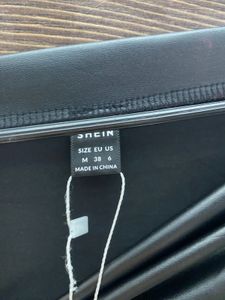 SHEIN
SIZE EU US
M 38 6
MADE IN CHINA